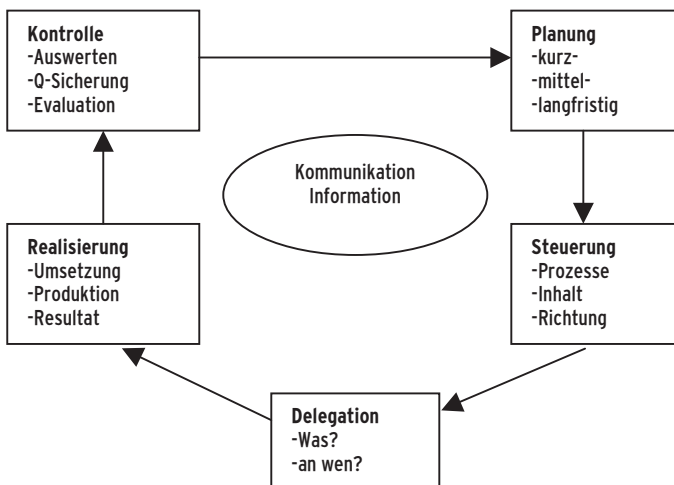 Kontrolle
-Auswerten
-Q-Sicherung
-Evaluation
Planung
-kurz-
-mittel-
-langfristig
Kommunikation
Information
Realisierung
-Umsetzung
-Produktion
-Resultat
Steuerung
-Prozesse
-Inhalt
-Richtung
Delegation
-Was?
-an wen?